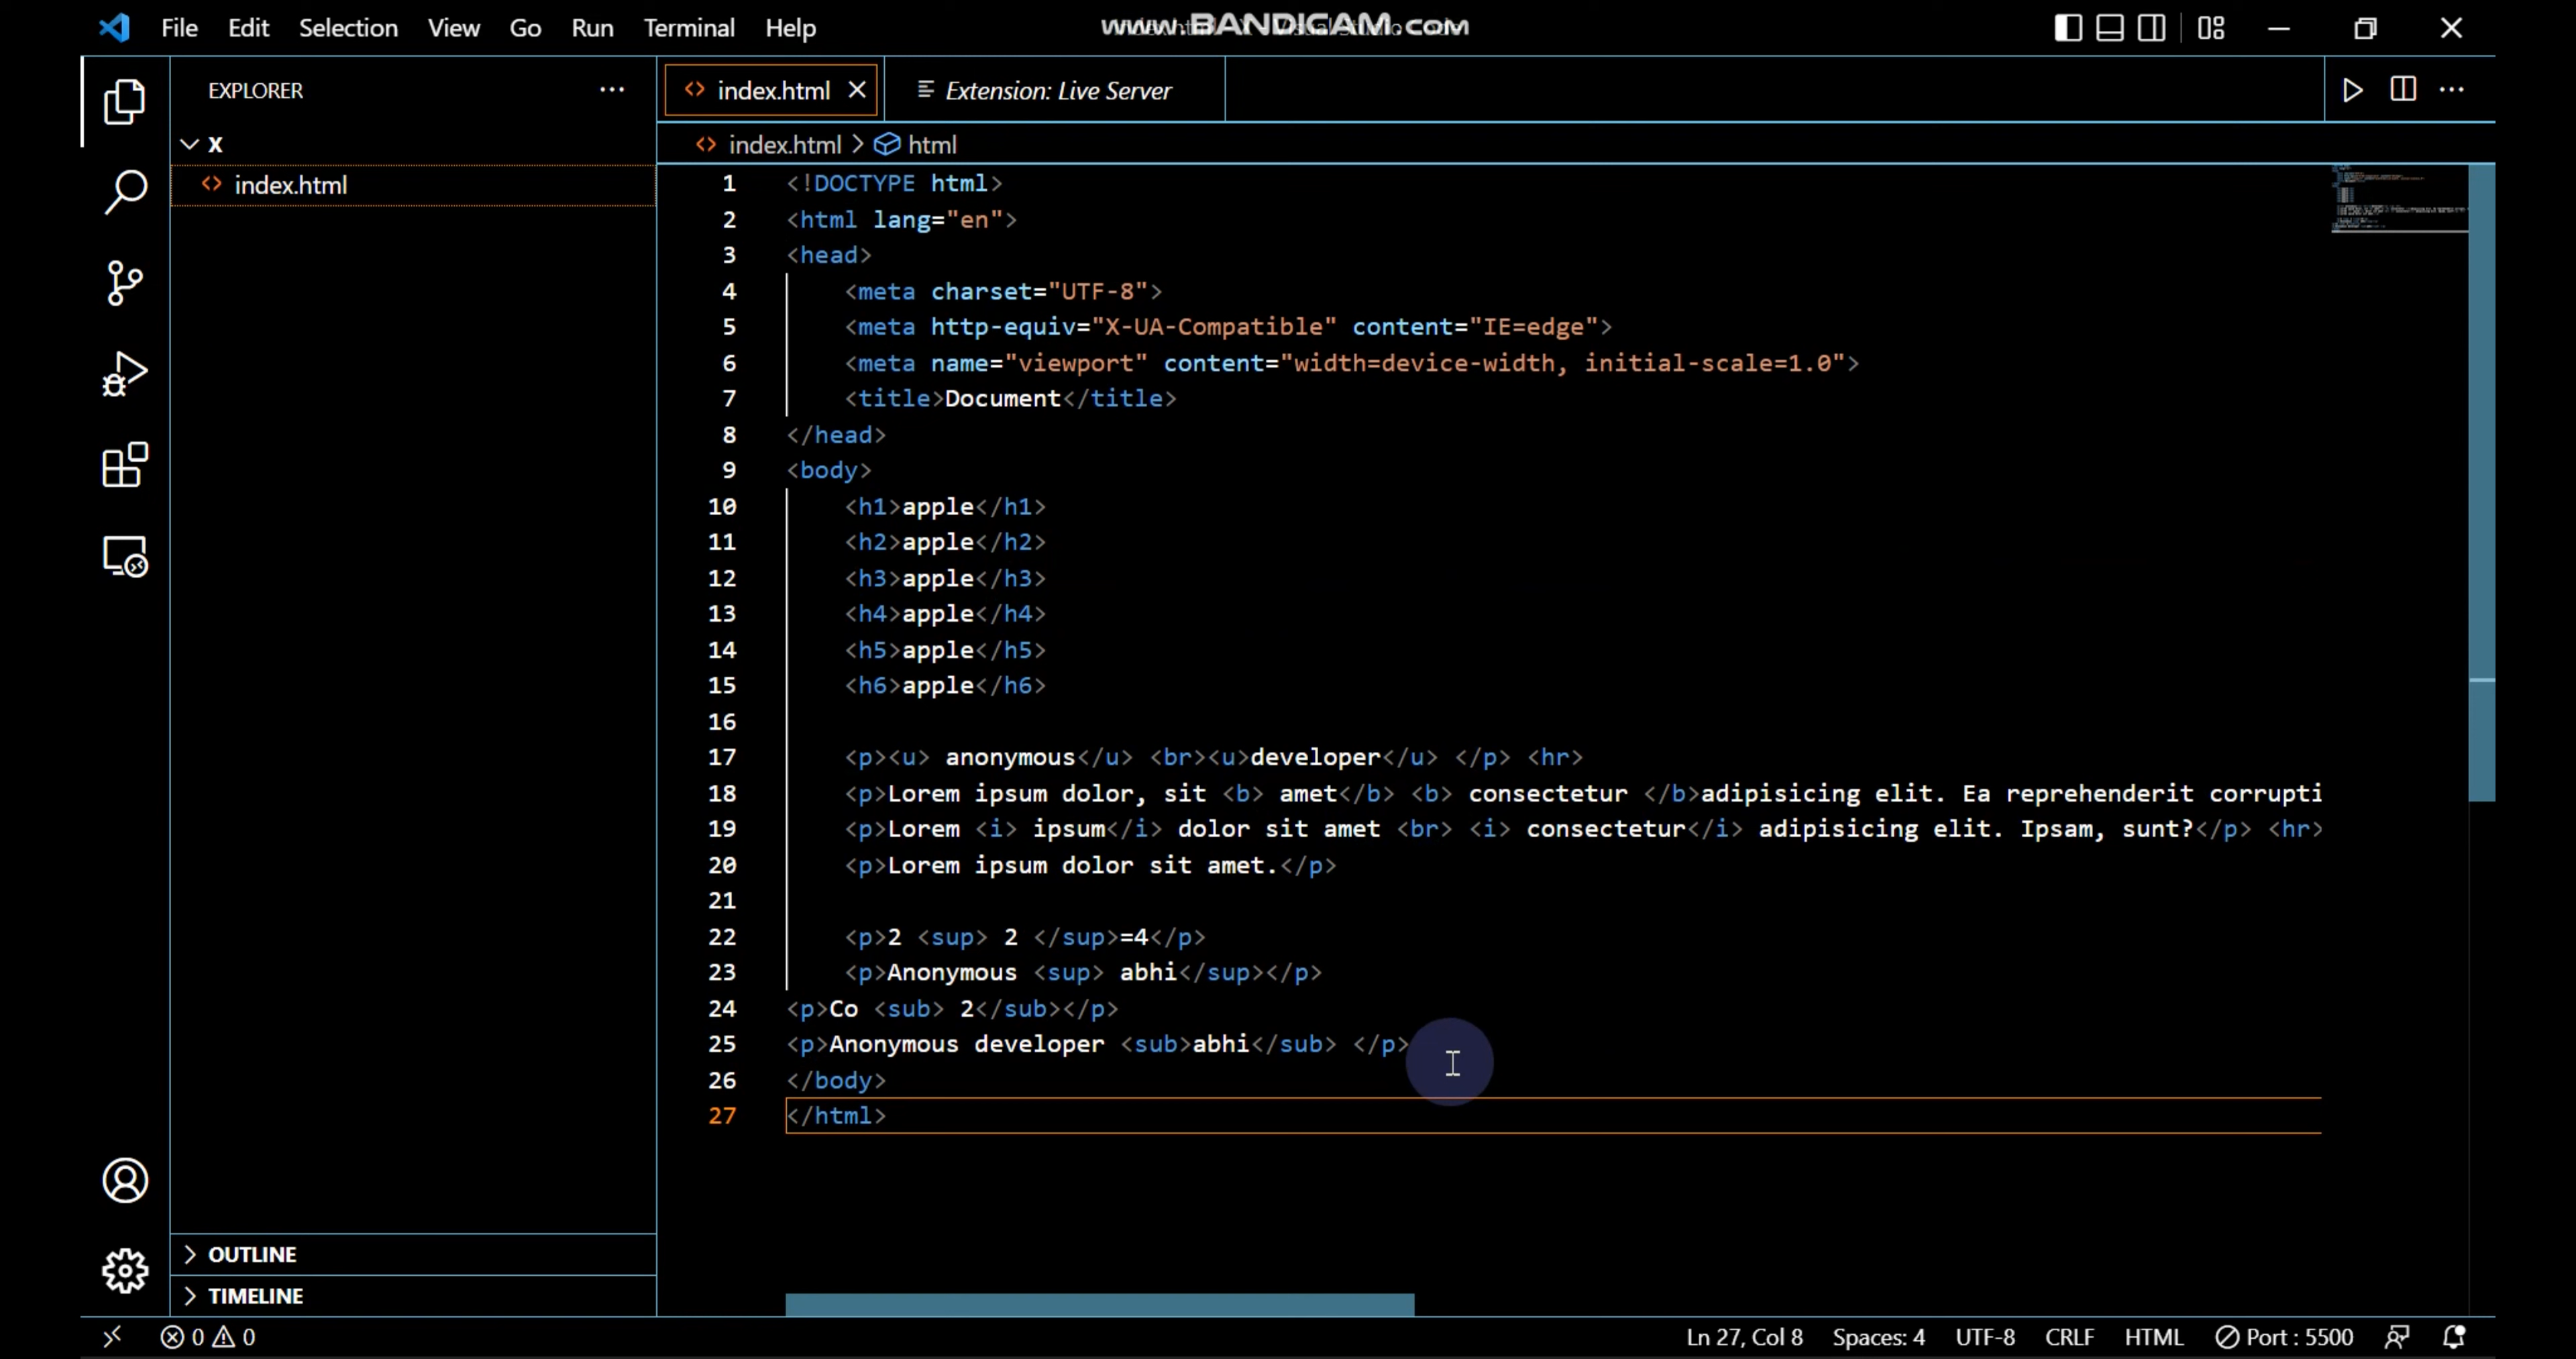 File Edit Selection View Go Run Terminal Help
www.BANDICAM.com
EXPLORER
index.html
Extension: Live Server
X
index.html > html
index.html
1 <!DOCTYPE html>
2 <html lang="en">
3 <head>
4 <meta charset="UTF-8">
5 <meta http-equiv="X-UA-Compatible" content="IE=edge">
6 <meta name="viewport" content="width=device-width, initial-scale=1.0">
7 <title>Document</title>
8 </head>
9 <body>
10 <h1>apple</h1>
11 <h2>apple</h2>
12 <h3>apple</h3>
13 <h4>apple</h4>
14 <h5>apple</h5>
15 <h6>apple</h6>
16
17 <p><u> anonymous</u> <br><u>developer</u> </p> <hr>
18 <p>Lorem ipsum dolor, sit <b> amet</b> <b> consectetur </b>adipisicing elit. Ea reprehenderit corrupti
19 <p>Lorem <i> ipsum</i> dolor sit amet <br> <i> consectetur</i> adipisicing elit. Ipsam, sunt?</p> <hr>
20 <p>Lorem ipsum dolor sit amet.</p>
21
22 <p>2 <sup> 2 </sup>=4</p>
23 <p>Anonymous <sup> abhi</sup></p>
24 <p>Co <sub> 2</sub></p>
25 <p>Anonymous developer <sub>abhi</sub> </p>
26 </body>
27 </html>
OUTLINE
TIMELINE
0 0 Ln 27, Col 8 Spaces: 4 UTF-8 CRLF HTML Port : 5500